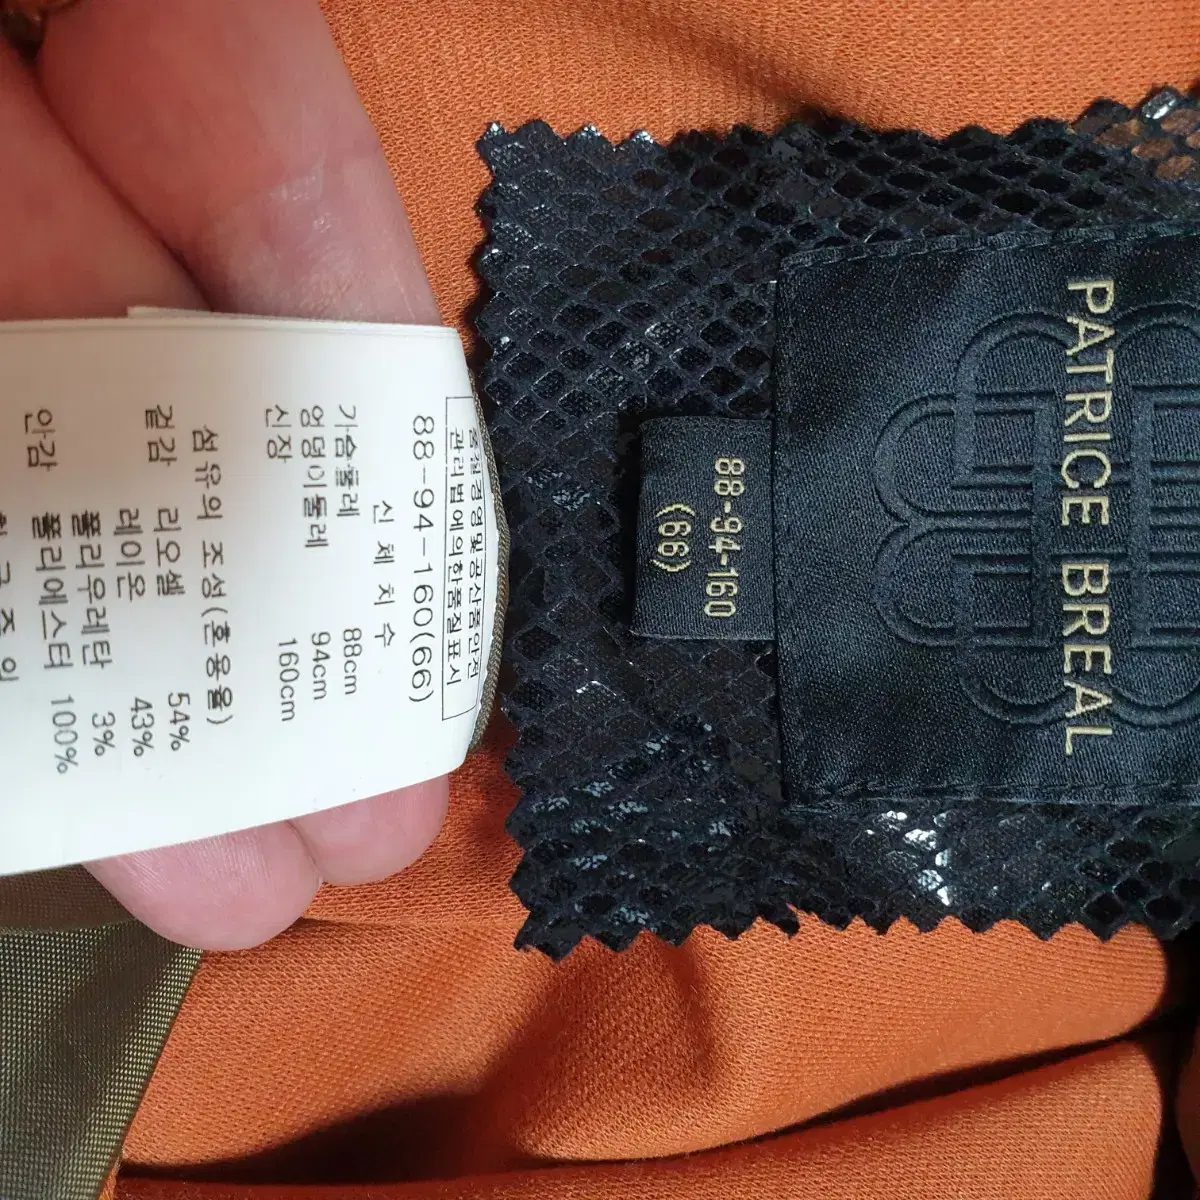 PATRICE BREAL
88-94-160
(66)
품질경영및공산품안전
관리법에의한품질표시
88-94-160(66)
신 체 치 수
가슴둘레 88cm
엉덩이둘레 94cm
신장 160cm
섬유의 조성(혼용율)
겉감 리오셀 54%
레이온 43%
폴리우레탄 3%
안감 폴리에스터 100%